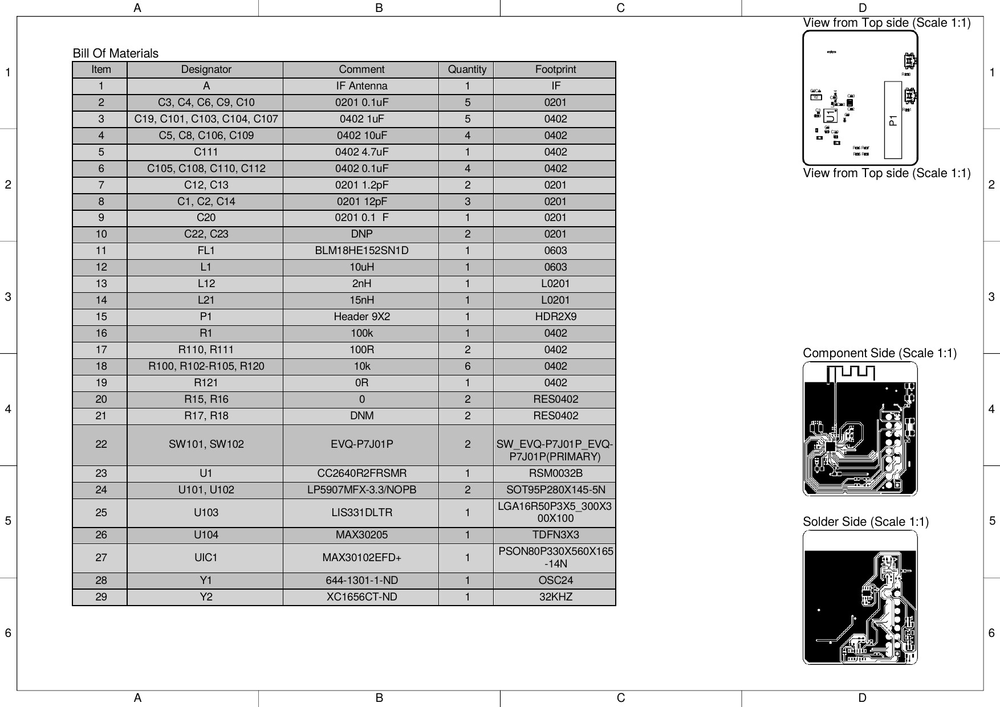 A B C D
View from Top side (Scale 1:1)
Bill Of Materials
Item Designator Comment Quantity Footprint
1 A IF Antenna 1 IF
2 C3, C4, C6, C9, C10 0201 0.1uF 5 0201
3 C19, C101, C103, C104, C107 0402 1uF 5 0402
4 C5, C8, C106, C109 0402 10uF 4 0402
5 C111 0402 4.7uF 1 0402
6 C105, C108, C110, C112 0402 0.1uF 4 0402
7 C12, C13 0201 1.2pF 2 0201
8 C1, C2, C14 0201 12pF 3 0201
9 C20 0201 0.1 F 1 0201
10 C22, C23 DNP 2 0201
11 FL1 BLM18HE152SN1D 1 0603
12 L1 10uH 1 0603
13 L12 2nH 1 L0201
14 L21 15nH 1 L0201
15 P1 Header 9X2 1 HDR2X9
16 R1 100k 1 0402
17 R110, R111 100R 2 0402
18 R100, R102-R105, R120 10k 6 0402
19 R121 0R 1 0402
20 R15, R16 0 2 RES0402
21 R17, R18 DNM 2 RES0402
22 SW101, SW102 EVQ-P7J01P 2 SW_EVQ-P7J01P_EVQ-
P7J01P(PRIMARY)
23 U1 CC2640R2FRSMR 1 RSM0032B
24 U101, U102 LP5907MFX-3.3/NOPB 2 SOT95P280X145-5N
25 U103 LIS331DLTR 1 LGA16R50P3X5_300X3
00X100
26 U104 MAX30205 1 TDFN3X3
27 UIC1 MAX30102EFD+ 1 PSON80P330X560X165
-14N
28 Y1 644-1301-1-ND 1 OSC24
29 Y2 XC1656CT-ND 1 32KHZ
Y2
U1
P1
View from Top side (Scale 1:1)
Component Side (Scale 1:1)
Solder Side (Scale 1:1)
1 1
2 2
3 3
4 4
5 5
6 6
A B C D